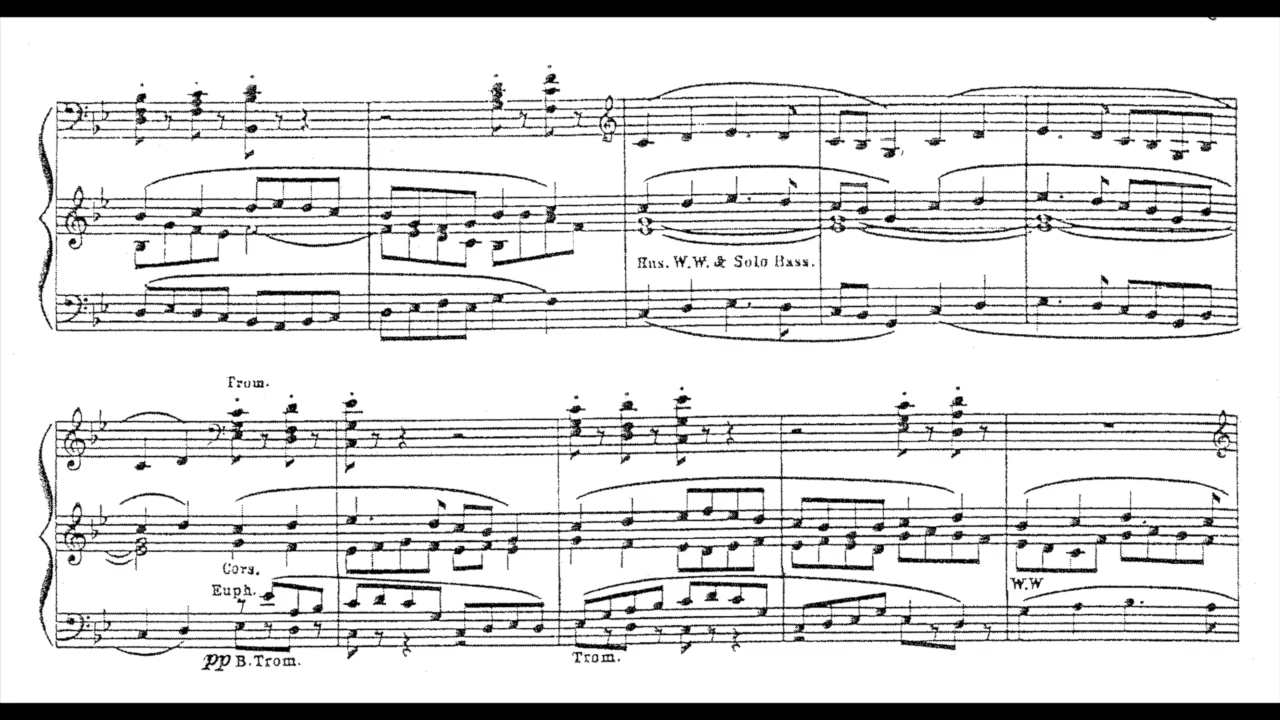 Hns. W.W. & Solo Bass.
Trom.
Cors.
Euph.
W.W
pp B.Trom.
Trom.